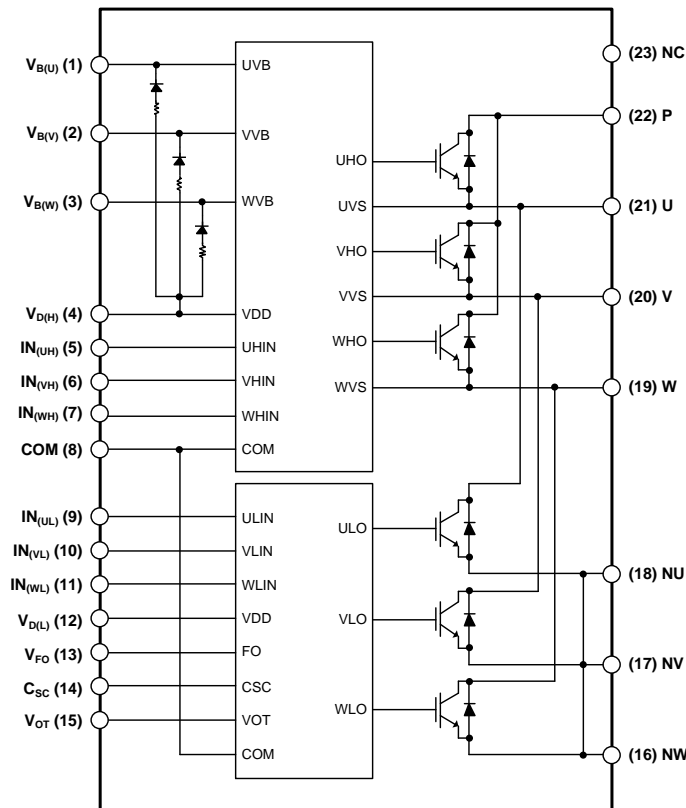 V_B(U) (1)
V_B(V) (2)
V_B(W) (3)
V_D(H) (4)
IN_(UH) (5)
IN_(VH) (6)
IN_(WH) (7)
COM (8)
IN_(UL) (9)
IN_(VL) (10)
IN_(WL) (11)
V_D(L) (12)
V_FO (13)
C_SC (14)
V_OT (15)
UVB
VVB
WVB
VDD
UHIN
VHIN
WHIN
COM
UHO
UVS
VHO
VVS
WHO
WVS
ULIN
VLIN
WLIN
VDD
FO
CSC
VOT
COM
ULO
VLO
WLO
(23) NC
(22) P
(21) U
(20) V
(19) W
(18) NU
(17) NV
(16) NW